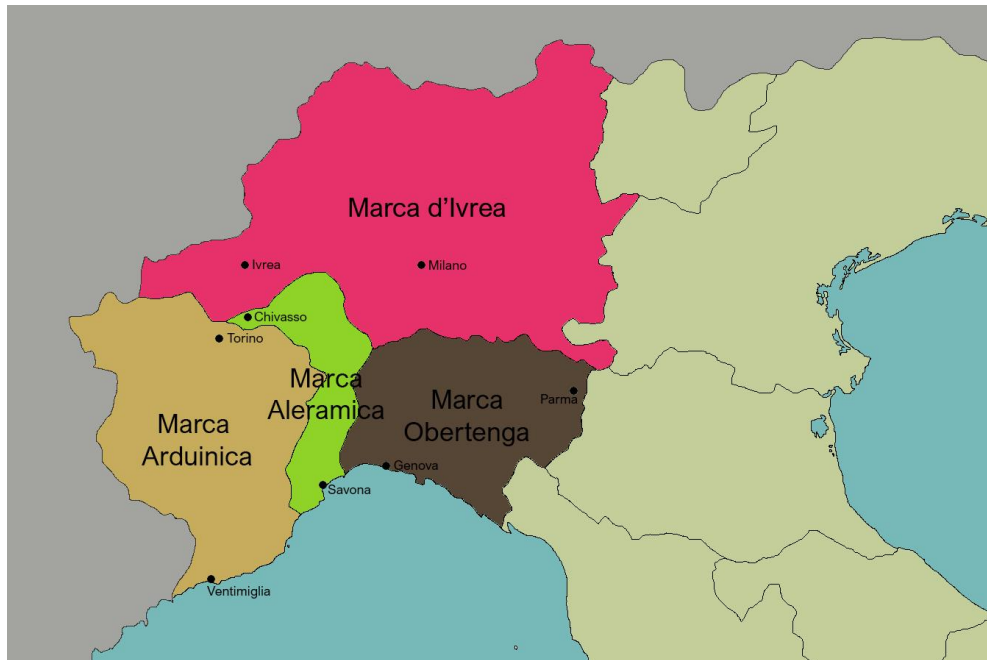 Marca d'Ivrea
Ivrea
Milano
Chivasso
Torino
Marca
Aleramica
Marca
Obertenga
Parma
Marca
Arduinica
Genova
Savona
Ventimiglia